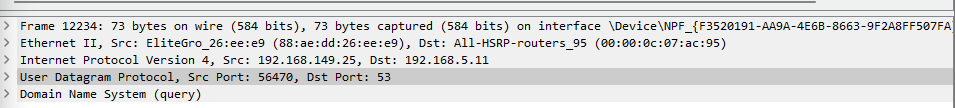 Frame 12234: 73 bytes on wire (584 bits), 73 bytes captured (584 bits) on interface \Device\NPF_{F3520191-AA9A-4E6B-8663-9F2A8FF507FA
Ethernet II, Src: EliteGro_26:ee:e9 (88:ae:dd:26:ee:e9), Dst: All-HSRP-routers_95 (00:00:0c:07:ac:95)
Internet Protocol Version 4, Src: 192.168.149.25, Dst: 192.168.5.11
User Datagram Protocol, Src Port: 56470, Dst Port: 53
Domain Name System (query)